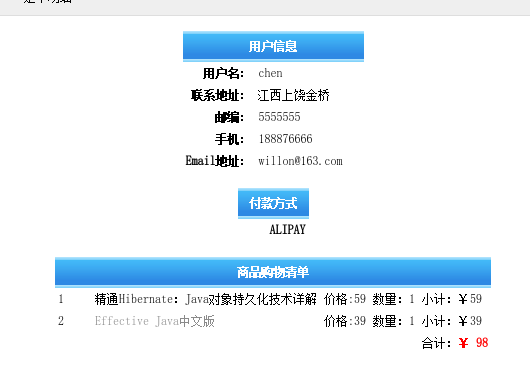 用户信息
用户名： chen
联系地址： 江西上饶金桥
邮编： 5555555
手机： 188876666
Email地址： willon@163.com
付款方式
ALIPAY
商品购物清单
1 精通Hibernate：Java对象持久化技术详解 价格:59 数量：1 小计：￥59
2 Effective Java中文版 价格:39 数量：1 小计：￥39
合计：￥ 98